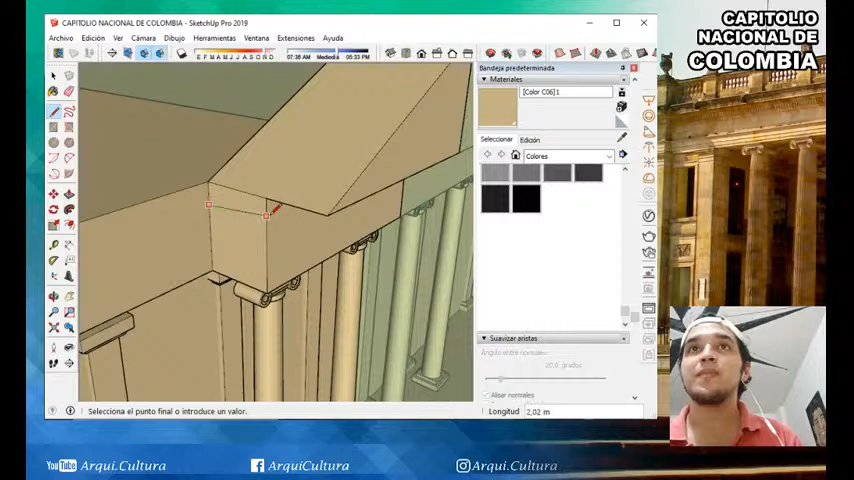 CAPITOLIO NACIONAL DE COLOMBIA - SketchUp Pro 2019
Archivo Edición Ver Cámara Dibujo Herramientas Ventana Extensiones Ayuda
CAPITOLIO
NACIONAL DE
COLOMBIA
E F M A M J J A S O N D 07:36 AM Mediodía 05:33 PM
Bandeja predeterminada
Materiales
[Color C06]1
Seleccionar Edición
Colores
Suavizar aristas
Ángulo entre normales:
20,0 grados
Alisar normales
Selecciona el punto final o introduce un valor.
Longitud 2,02 m
YouTube Arqui.Cultura
ArquiCultura
Arqui.Cultura